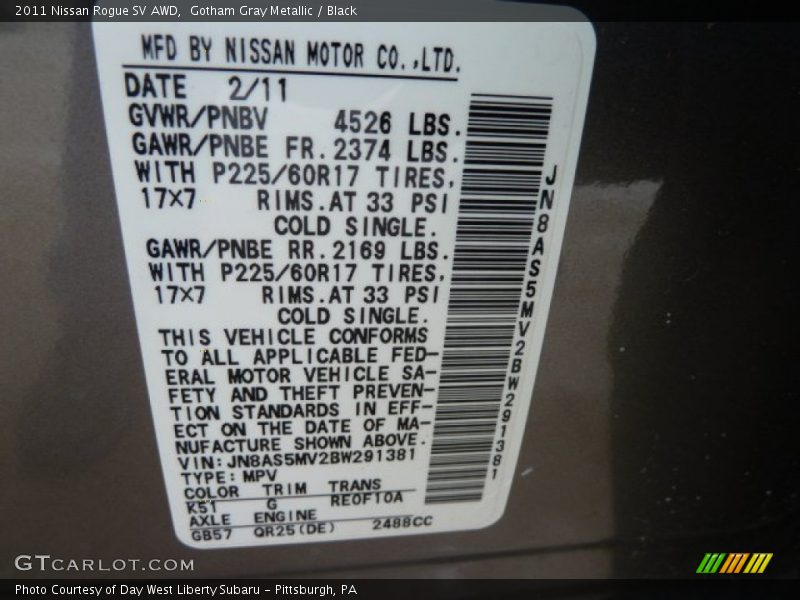 2011 Nissan Rogue SV AWD,  Gotham Gray Metallic / Black
MFD BY NISSAN MOTOR CO.,LTD.
DATE 2/11
GVWR/PNBV 4526 LBS.
GAWR/PNBE FR.2374 LBS.
WITH P225/60R17 TIRES,
17×7 RIMS.AT 33 PSI
COLD SINGLE.
GAWR/PNBE RR.2169 LBS.
WITH P225/60R17 TIRES,
17×7 RIMS.AT 33 PSI
COLD SINGLE.
THIS VEHICLE CONFORMS
TO ALL APPLICABLE FED-
ERAL MOTOR VEHICLE SA-
FETY AND THEFT PREVEN-
TION STANDARDS IN EFF-
ECT ON THE DATE OF MA-
NUFACTURE SHOWN ABOVE.
VIN:JN8AS5MV2BW291381
TYPE:MPV
COLOR TRIM TRANS
K51 G RE0F10A
AXLE ENGINE
GB57 QR25(DE) 2488CC
JN8AS5MV2BW291381
GTCARLOT.COM
Photo Courtesy of Day West Liberty Subaru - Pittsburgh, PA